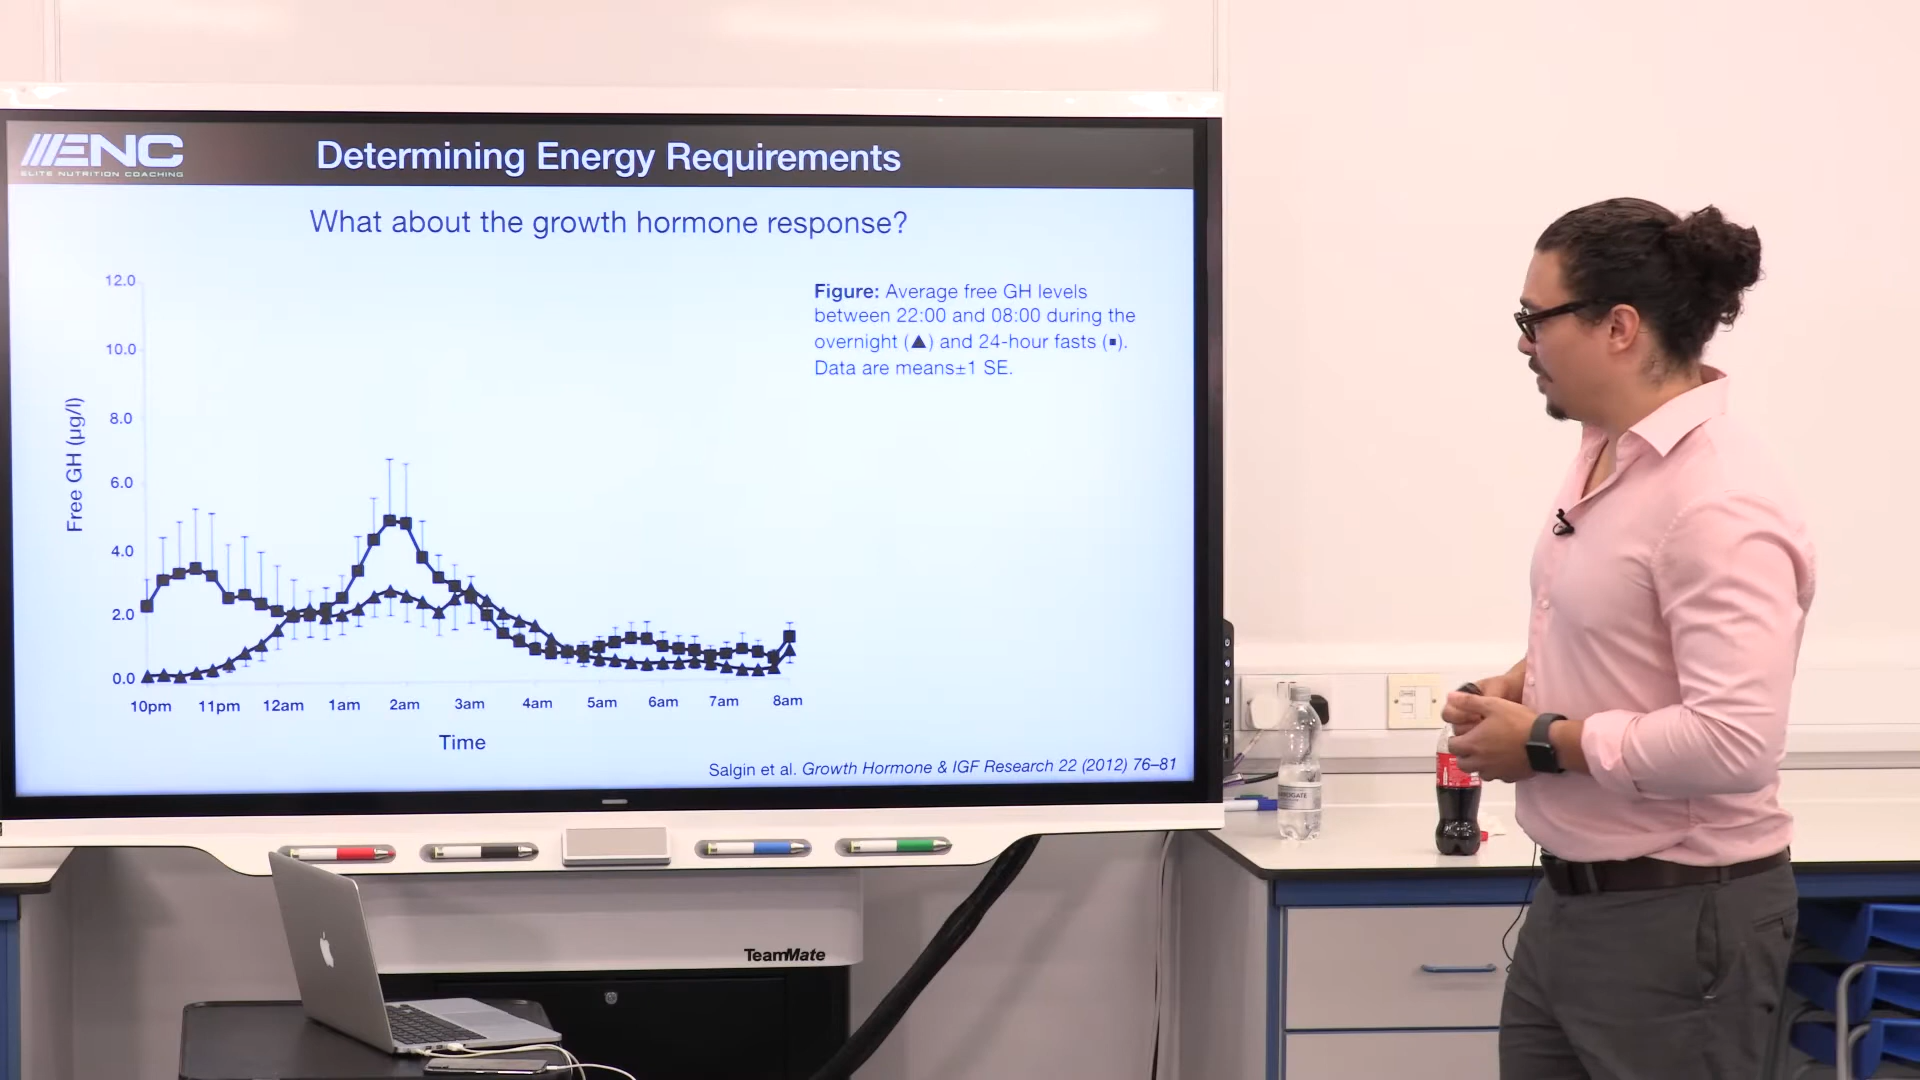 ENC
ELITE NUTRITION COACHING
Determining Energy Requirements
What about the growth hormone response?
12.0
10.0
8.0
6.0
4.0
2.0
0.0
Free GH (µg/l)
10pm 11pm 12am 1am 2am 3am 4am 5am 6am 7am 8am
Time
Figure: Average free GH levels
between 22:00 and 08:00 during the
overnight (▲) and 24-hour fasts (▪).
Data are means±1 SE.
Salgin et al. Growth Hormone & IGF Research 22 (2012) 76–81
TeamMate